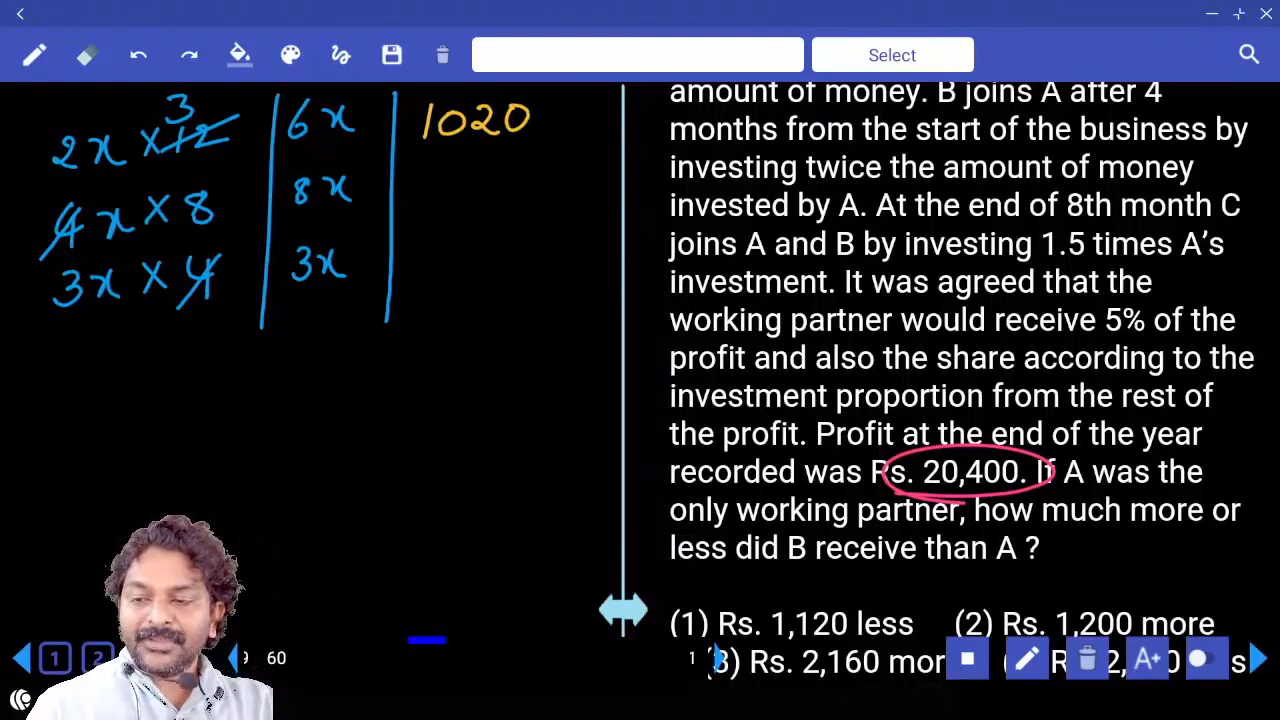 Select
2x × 12 3 | 6x | 1020
4x × 8 | 8x
3x × 4 | 3x
amount of money. B joins A after 4
months from the start of the business by
investing twice the amount of money
invested by A. At the end of 8th month C
joins A and B by investing 1.5 times A’s
investment. It was agreed that the
working partner would receive 5% of the
profit and also the share according to the
investment proportion from the rest of
the profit. Profit at the end of the year
recorded was Rs. 20,400. If A was the
only working partner, how much more or
less did B receive than A ?
(1) Rs. 1,120 less (2) Rs. 1,200 more
3) Rs. 2,160 mor
1 2 9 60 1 A+